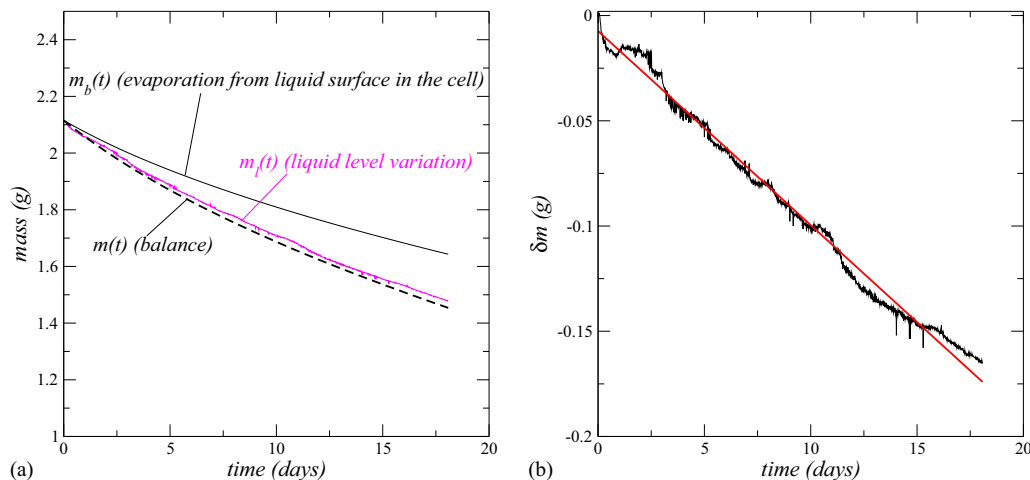 2.4
2.2
2
1.8
1.6
1.4
1.2
1
0
5
10
15
20
mass (g)
time (days)
m_b(t) (evaporation from liquid surface in the cell)
m_l(t) (liquid level variation)
m(t) (balance)
(a)
0
-0.05
-0.1
-0.15
-0.2
0
5
10
15
20
δm (g)
time (days)
(b)